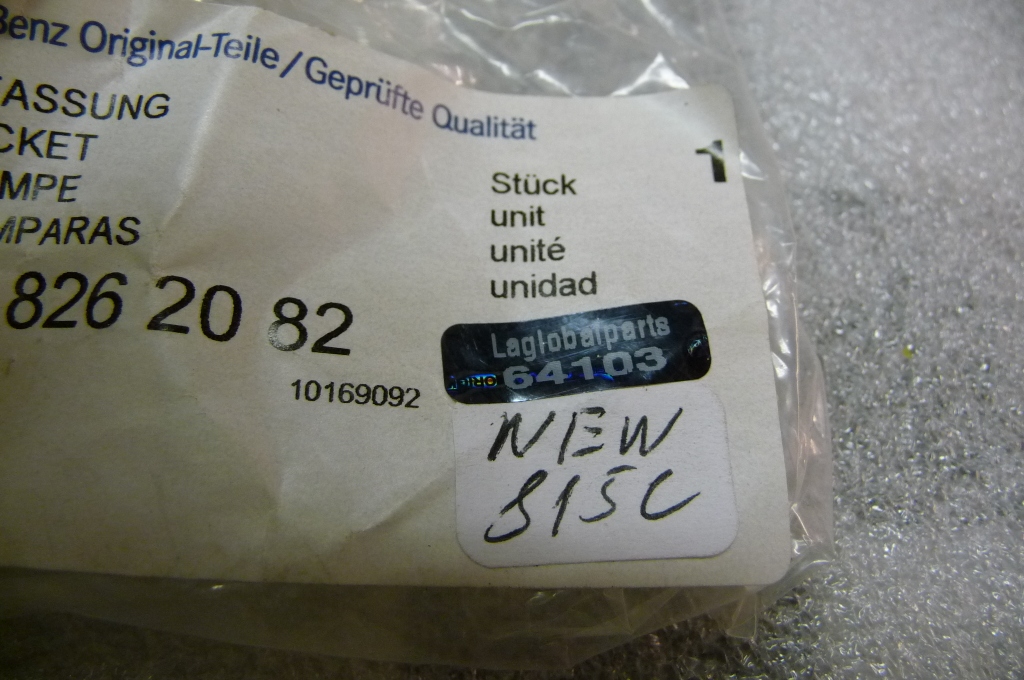 Benz Original-Teile/Geprüfte Qualität
1
FASSUNG
CKET
MPE
MPARAS
Stück
unit
unité
unidad
826 20 82
10169092
Laglobalparts
64103
NEW
815C